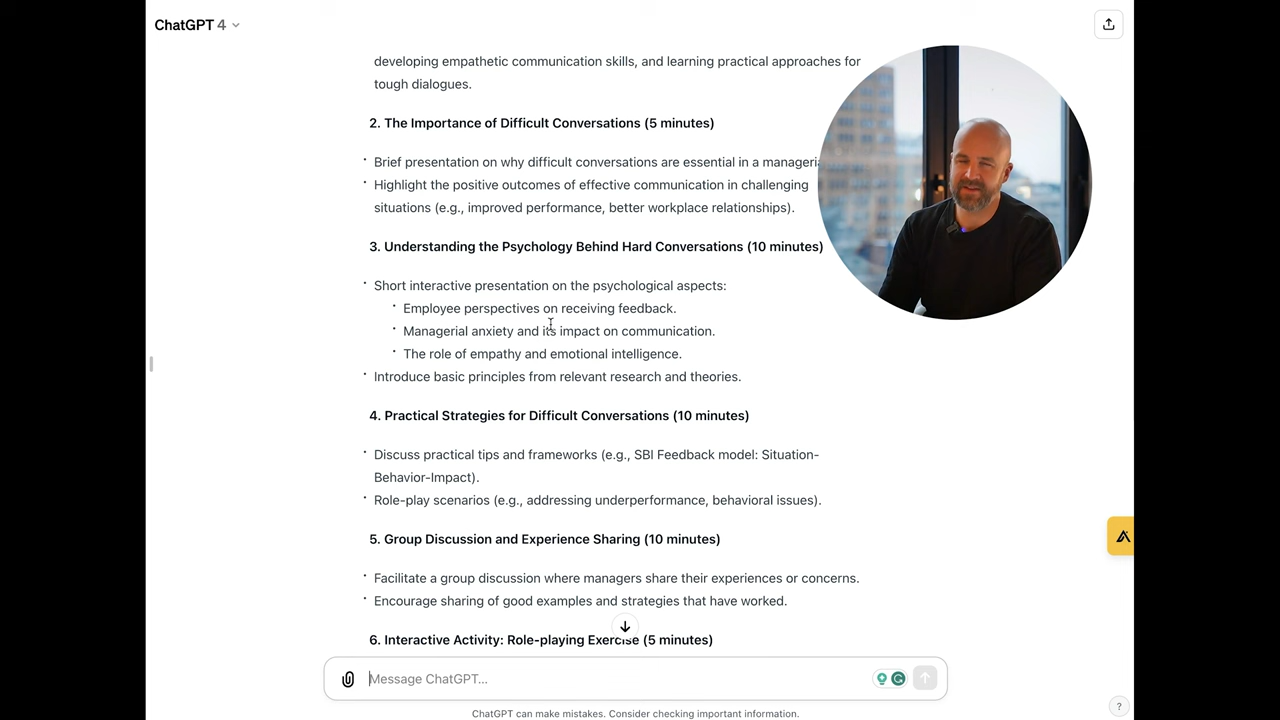 ChatGPT 4
developing empathetic communication skills, and learning practical approaches for
tough dialogues.
2. The Importance of Difficult Conversations (5 minutes)
Brief presentation on why difficult conversations are essential in a
Highlight the positive outcomes of effective communication in challenging
situations (e.g., improved performance, better workplace relationships).
3. Understanding the Psychology Behind Hard Conversations (10 minutes)
Short interactive presentation on the psychological aspects:
Employee perspectives on receiving feedback.
Managerial anxiety and its impact on communication.
The role of empathy and emotional intelligence.
Introduce basic principles from relevant research and theories.
4. Practical Strategies for Difficult Conversations (10 minutes)
Discuss practical tips and frameworks (e.g., SBI Feedback model: Situation-
Behavior-Impact).
Role-play scenarios (e.g., addressing underperformance, behavioral issues).
5. Group Discussion and Experience Sharing (10 minutes)
Facilitate a group discussion where managers share their experiences or concerns.
Encourage sharing of good examples and strategies that have worked.
6. Interactive Activity: Role-playing Exercise (5 minutes)
Message ChatGPT...
ChatGPT can make mistakes. Consider checking important information.
?